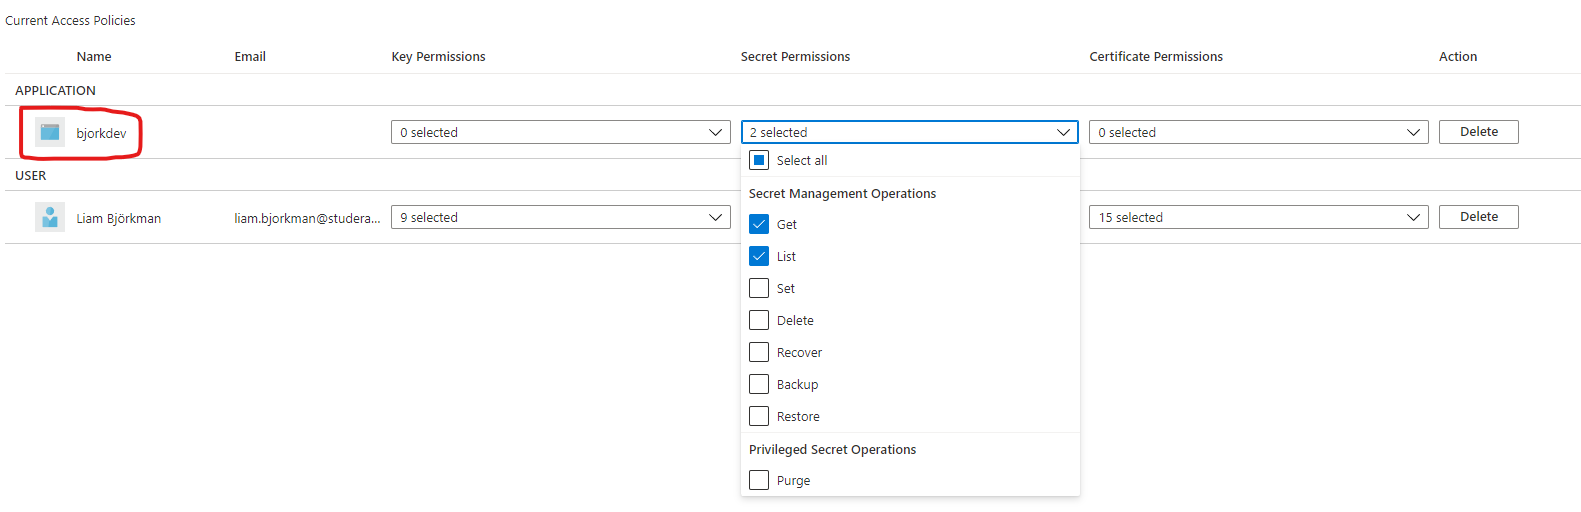 Current Access Policies
Name Email Key Permissions Secret Permissions Certificate Permissions Action
APPLICATION
bjorkdev 0 selected 2 selected 0 selected Delete
Select all
USER
Secret Management Operations
Liam Björkman liam.bjorkman@studera... 9 selected 15 selected Delete
Get
List
Set
Delete
Recover
Backup
Restore
Privileged Secret Operations
Purge